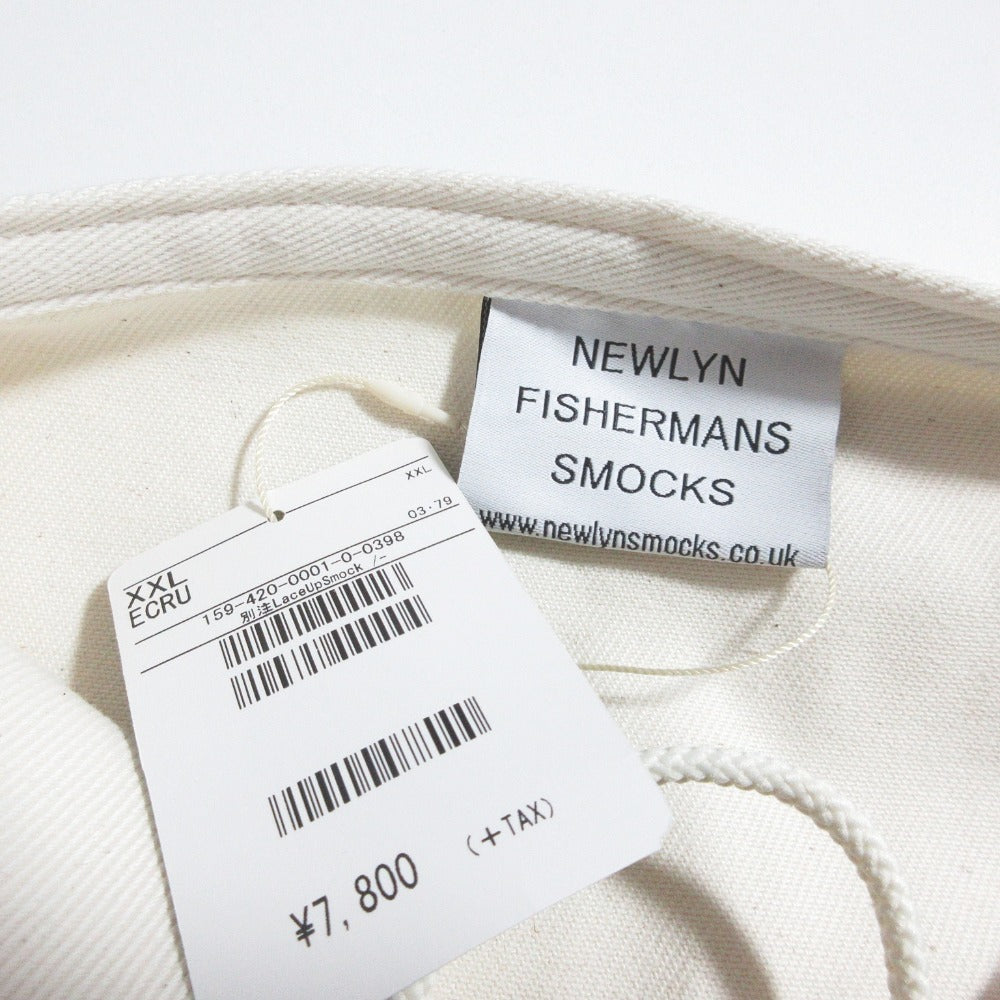 NEWLYN
FISHERMANS
SMOCKS
www.newlynsmocks.co.uk
XXL
03.79
XXL
ECRU
159-420-0001-0-0398
別注LaceUpSmock /-
¥7,800
(+TAX)